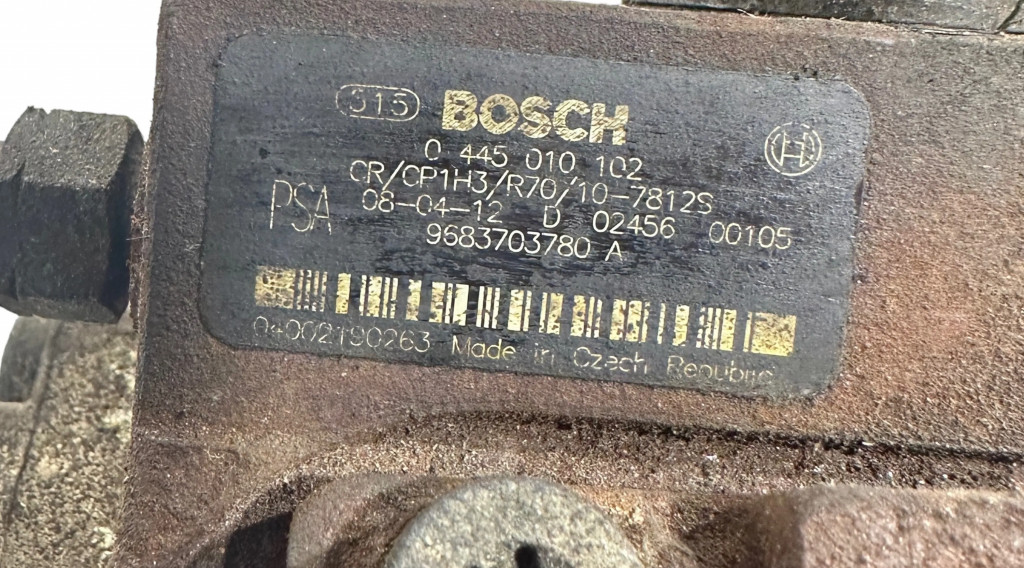 315 BOSCH
0 445 010 102
CR/CP1H3/R70/10-7812S
PSA 08-04-12 D 02456 00105
9683703780 A
04002190263 Made in Czech Republic